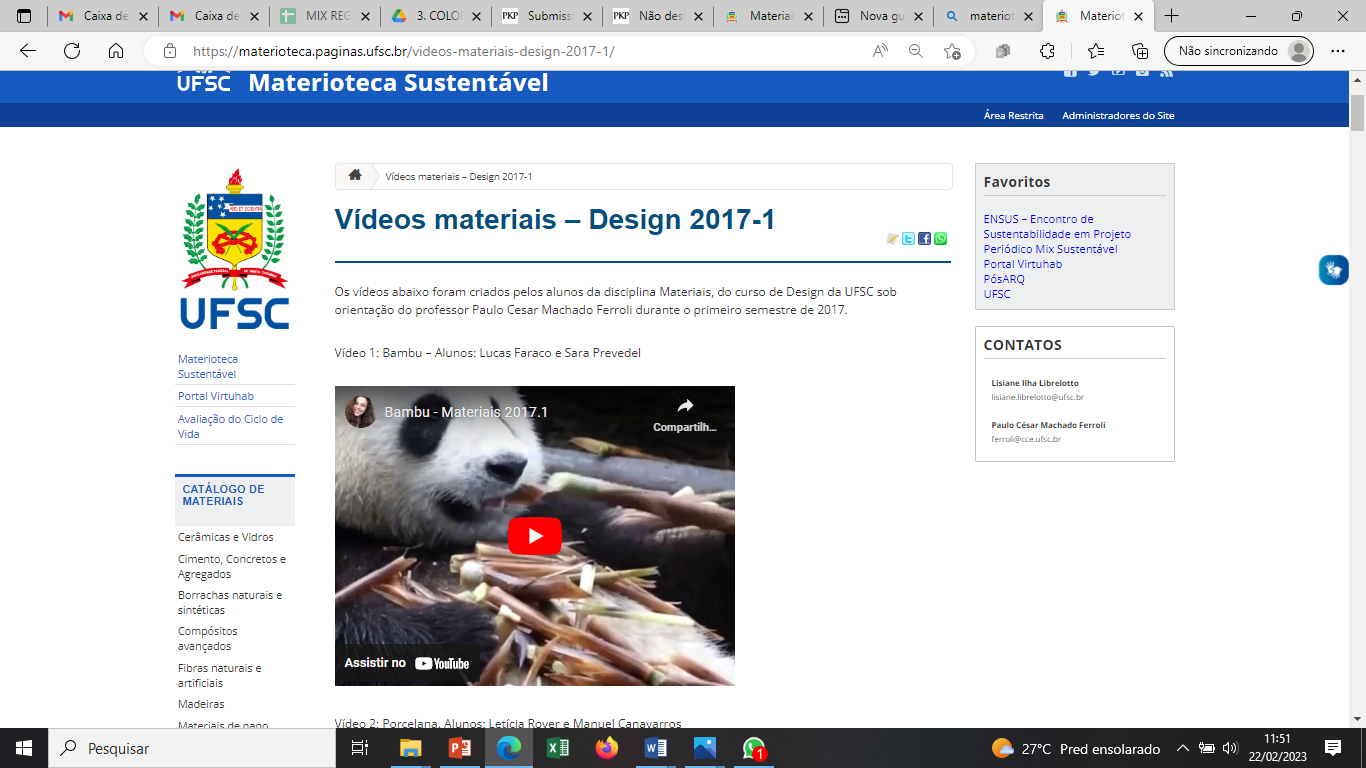 Caixa de
Caixa de
MIX REG
3. COLO
PKP Submiss
PKP Não des
Materiais
Nova gu
materiot
Materiot
https://materioteca.paginas.ufsc.br/videos-materiais-design-2017-1/
Não sincronizando
UFSC Materioteca Sustentável
Área Restrita Administradores do Site
UFSC
Materioteca
Sustentável
Portal Virtuhab
Avaliação do Ciclo de
Vida
CATÁLOGO DE
MATERIAIS
Cerâmicas e Vidros
Cimento, Concretos e
Agregados
Borrachas naturais e
sintéticas
Compósitos
avançados
Fibras naturais e
artificiais
Madeiras
Materiais de nano
Vídeos materiais – Design 2017-1
Vídeos materiais – Design 2017-1
Os vídeos abaixo foram criados pelos alunos da disciplina Materiais, do curso de Design da UFSC sob
orientação do professor Paulo Cesar Machado Ferroli durante o primeiro semestre de 2017.
Vídeo 1: Bambu – Alunos: Lucas Faraco e Sara Prevedel
Bambu - Materiais 2017.1
Compartilh...
Assistir no YouTube
Vídeo 2: Porcelana. Alunos: Letícia Rover e Manuel Canavarros
Favoritos
ENSUS – Encontro de
Sustentabilidade em Projeto
Periódico Mix Sustentável
Portal Virtuhab
PósARQ
UFSC
CONTATOS
Lisiane Ilha Librelotto
lisiane.librelotto@ufsc.br
Paulo César Machado Ferroli
ferroli@cce.ufsc.br
Pesquisar
1
27°C Pred ensolarado
11:51
22/02/2023